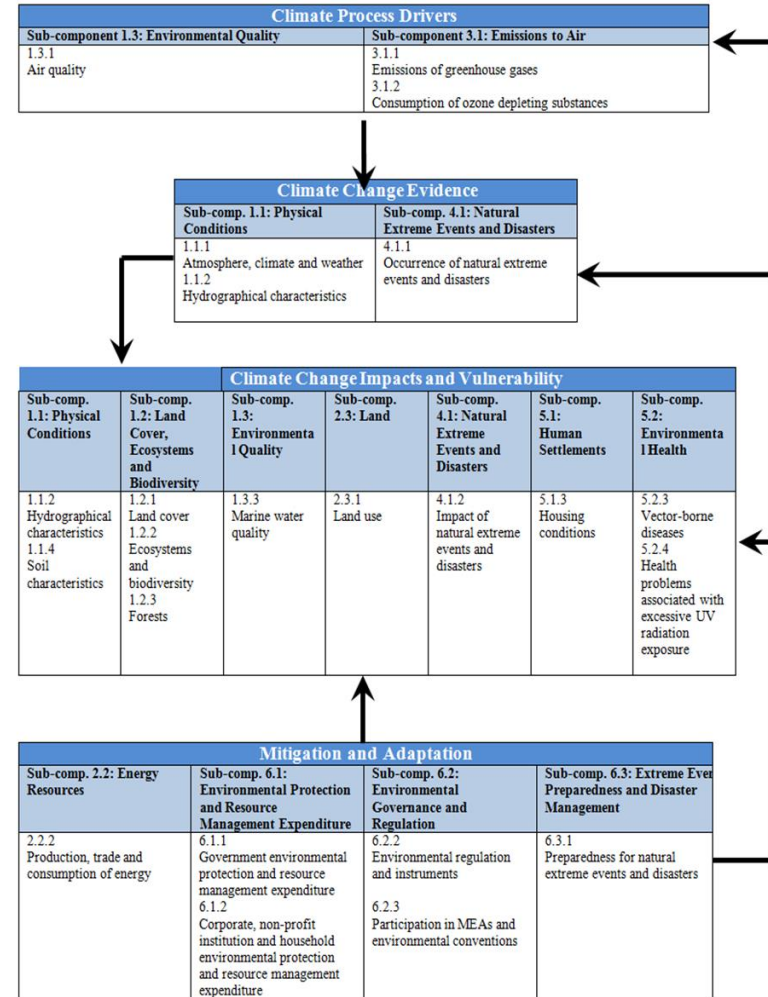 Climate Process Drivers
Sub-component 1.3: Environmental Quality
1.3.1
Air quality
Sub-component 3.1: Emissions to Air
3.1.1
Emissions of greenhouse gases
3.1.2
Consumption of ozone depleting substances
Climate Change Evidence
Sub-comp. 1.1: Physical
Conditions
1.1.1
Atmosphere, climate and weather
1.1.2
Hydrographical characteristics
Sub-comp. 4.1: Natural
Extreme Events and Disasters
4.1.1
Occurrence of natural extreme
events and disasters
Climate Change Impacts and Vulnerability
Sub-comp.
1.1: Physical
Conditions
1.1.2
Hydrographical
characteristics
1.1.4
Soil
characteristics
Sub-comp.
1.2: Land
Cover,
Ecosystems
and
Biodiversity
1.2.1
Land cover
1.2.2
Ecosystems
and
biodiversity
1.2.3
Forests
Sub-comp.
1.3:
Environmenta
l Quality
1.3.3
Marine water
quality
Sub-comp.
2.3: Land
2.3.1
Land use
Sub-comp.
4.1: Natural
Extreme
Events and
Disasters
4.1.2
Impact of
natural extreme
events and
disasters
Sub-comp.
5.1:
Human
Settlements
5.1.3
Housing
conditions
Sub-comp.
5.2:
Environmenta
l Health
5.2.3
Vector-borne
diseases
5.2.4
Health
problems
associated with
excessive UV
radiation
exposure
Mitigation and Adaptation
Sub-comp. 2.2: Energy
Resources
2.2.2
Production, trade and
consumption of energy
Sub-comp. 6.1:
Environmental Protection
and Resource
Management Expenditure
6.1.1
Government environmental
protection and resource
management expenditure
6.1.2
Corporate, non-profit
institution and household
environmental protection
and resource management
expenditure
Sub-comp. 6.2:
Environmental
Governance and
Regulation
6.2.2
Environmental regulation
and instruments
6.2.3
Participation in MEAs and
environmental conventions
Sub-comp. 6.3: Extreme Even
Preparedness and Disaster
Management
6.3.1
Preparedness for natural
extreme events and disasters